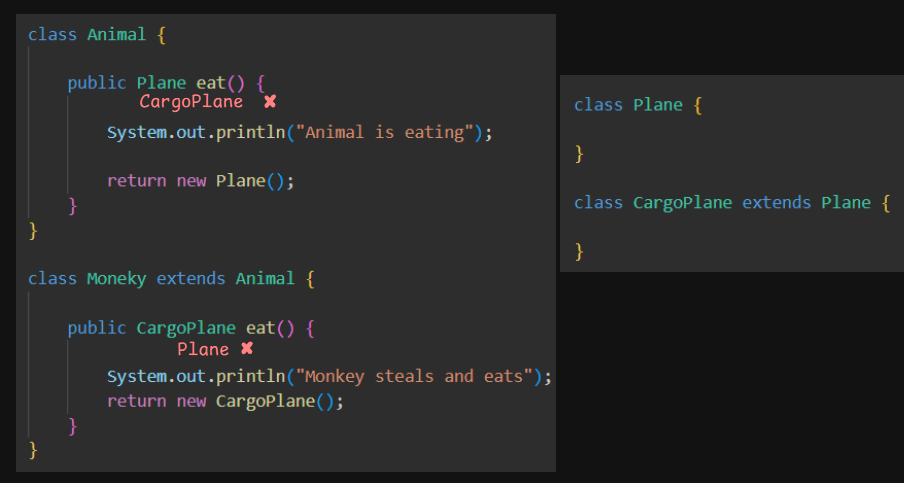 class Animal {
public Plane eat() {
CargoPlane ✖
System.out.println("Animal is eating");
return new Plane();
}
}
class Moneky extends Animal {
public CargoPlane eat() {
Plane ✖
System.out.println("Monkey steals and eats");
return new CargoPlane();
}
}
class Plane {
}
class CargoPlane extends Plane {
}